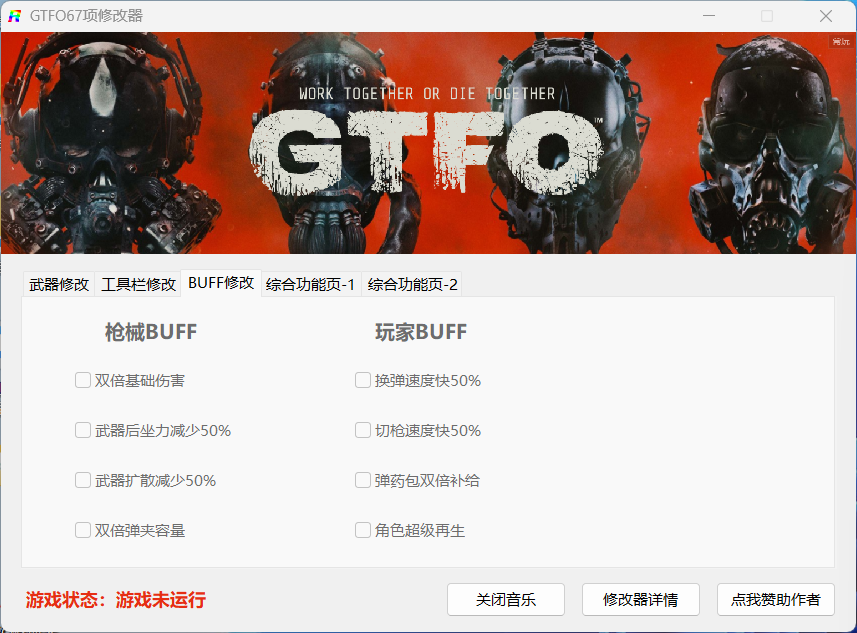 GTFO67项修改器
常玩
WORK TOGETHER OR DIE TOGETHER
GTFO™
武器修改 工具栏修改 BUFF修改 综合功能页-1 综合功能页-2
枪械BUFF 玩家BUFF
双倍基础伤害 换弹速度快50%
武器后坐力减少50% 切枪速度快50%
武器扩散减少50% 弹药包双倍补给
双倍弹夹容量 角色超级再生
游戏状态：游戏未运行 关闭音乐 修改器详情 点我赞助作者